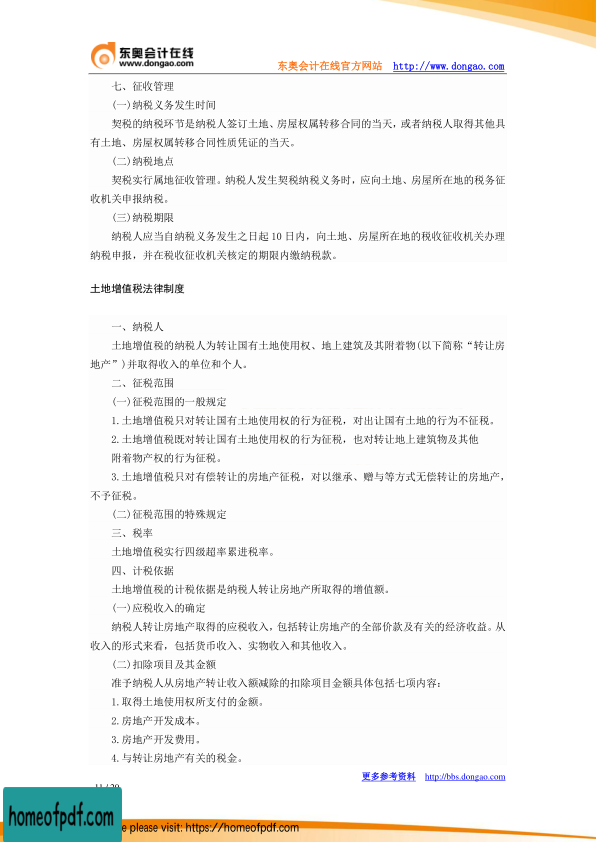 东奥会计在线
www.dongao.com
东奥会计在线官方网站 http://www.dongao.com
七、征收管理
(一)纳税义务发生时间
契税的纳税环节是纳税人签订土地、房屋权属转移合同的当天，或者纳税人取得其他具
有土地、房屋权属转移合同性质凭证的当天。
(二)纳税地点
契税实行属地征收管理。纳税人发生契税纳税义务时，应向土地、房屋所在地的税务征
收机关申报纳税。
(三)纳税期限
纳税人应当自纳税义务发生之日起 10 日内，向土地、房屋所在地的税收征收机关办理
纳税申报，并在税收征收机关核定的期限内缴纳税款。
土地增值税法律制度
一、纳税人
土地增值税的纳税人为转让国有土地使用权、地上建筑及其附着物(以下简称“转让房
地产”)并取得收入的单位和个人。
二、征税范围
(一)征税范围的一般规定
1.土地增值税只对转让国有土地使用权的行为征税，对出让国有土地的行为不征税。
2.土地增值税既对转让国有土地使用权的行为征税，也对转让地上建筑物及其他
附着物产权的行为征税。
3.土地增值税只对有偿转让的房地产征税，对以继承、赠与等方式无偿转让的房地产，
不予征税。
(二)征税范围的特殊规定
三、税率
土地增值税实行四级超率累进税率。
四、计税依据
土地增值税的计税依据是纳税人转让房地产所取得的增值额。
(一)应税收入的确定
纳税人转让房地产取得的应税收入，包括转让房地产的全部价款及有关的经济收益。从
收入的形式来看，包括货币收入、实物收入和其他收入。
(二)扣除项目及其金额
准予纳税人从房地产转让收入额减除的扣除项目金额具体包括七项内容：
1.取得土地使用权所支付的金额。
2.房地产开发成本。
3.房地产开发费用。
4.与转让房地产有关的税金。
更多参考资料 http://bbs.dongao.com
homeofpdf.com
please visit: https://homeofpdf.com